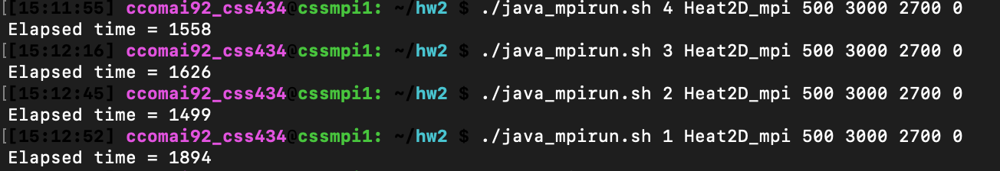 [[15:11:55] ccomai92_css434@cssmpi1: ~/hw2 $ ./java_mpirun.sh 4 Heat2D_mpi 500 3000 2700 0
Elapsed time = 1558
[[15:12:16] ccomai92_css434@cssmpi1: ~/hw2 $ ./java_mpirun.sh 3 Heat2D_mpi 500 3000 2700 0
Elapsed time = 1626
[[15:12:45] ccomai92_css434@cssmpi1: ~/hw2 $ ./java_mpirun.sh 2 Heat2D_mpi 500 3000 2700 0
Elapsed time = 1499
[[15:12:52] ccomai92_css434@cssmpi1: ~/hw2 $ ./java_mpirun.sh 1 Heat2D_mpi 500 3000 2700 0
Elapsed time = 1894